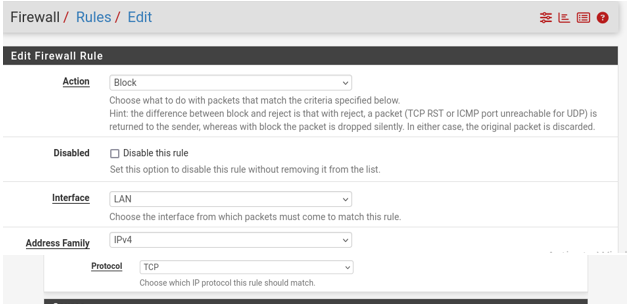 Firewall / Rules / Edit
Edit Firewall Rule
Action Block
Choose what to do with packets that match the criteria specified below.
Hint: the difference between block and reject is that with reject, a packet (TCP RST or ICMP port unreachable for UDP) is
returned to the sender, whereas with block the packet is dropped silently. In either case, the original packet is discarded.
Disabled Disable this rule
Set this option to disable this rule without removing it from the list.
Interface LAN
Choose the interface from which packets must come to match this rule.
Address Family IPv4
Protocol TCP
Choose which IP protocol this rule should match.